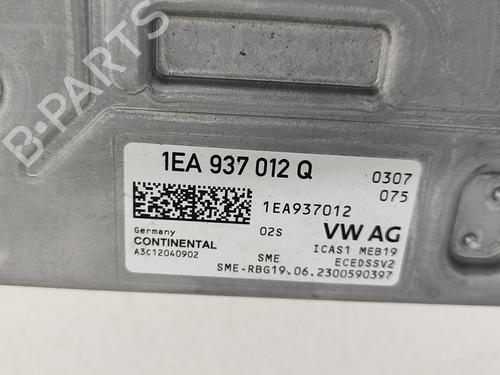 B-PARTS
1EA 937 012 Q
0307
075
1EA937012
Germany
02S
VW AG
CONTINENTAL
ICAS1 MEB19
A3C12040902
SME
ECEDSSV2
SME-RBG19.06.2300590397